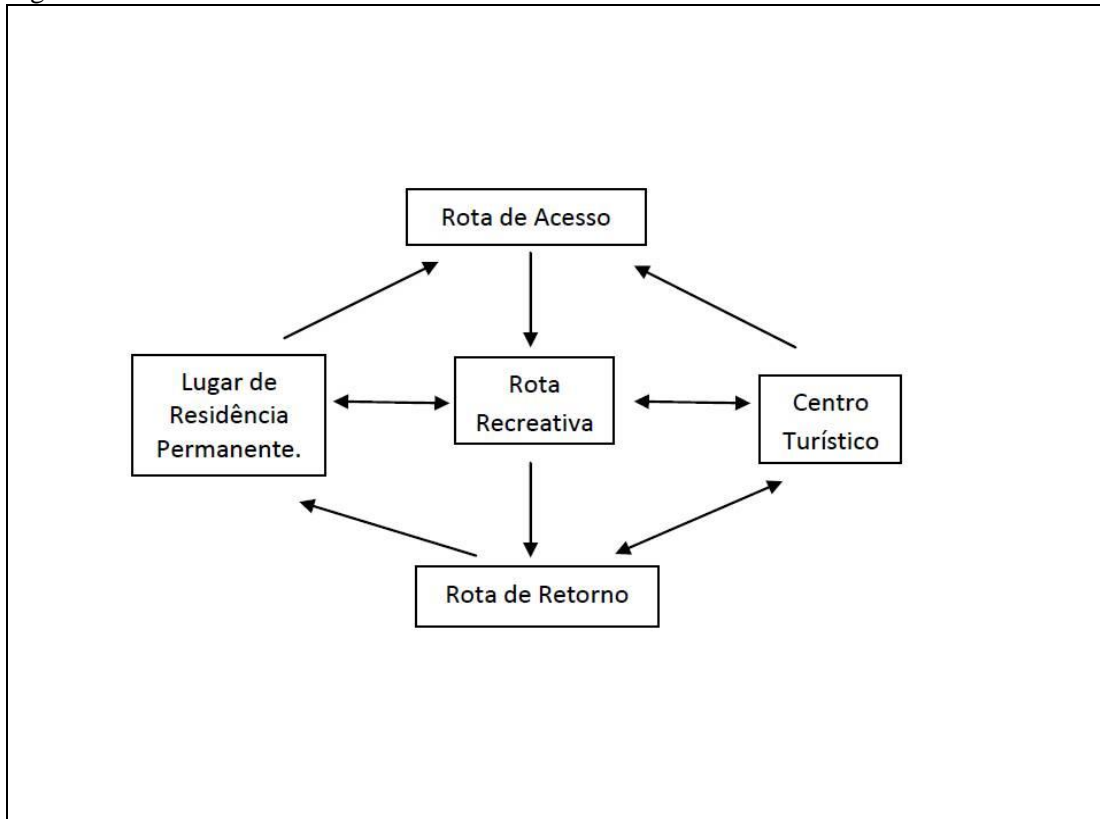 Rota de Acesso
Lugar de
Residência
Permanente.
Rota
Recreativa
Centro
Turístico
Rota de Retorno